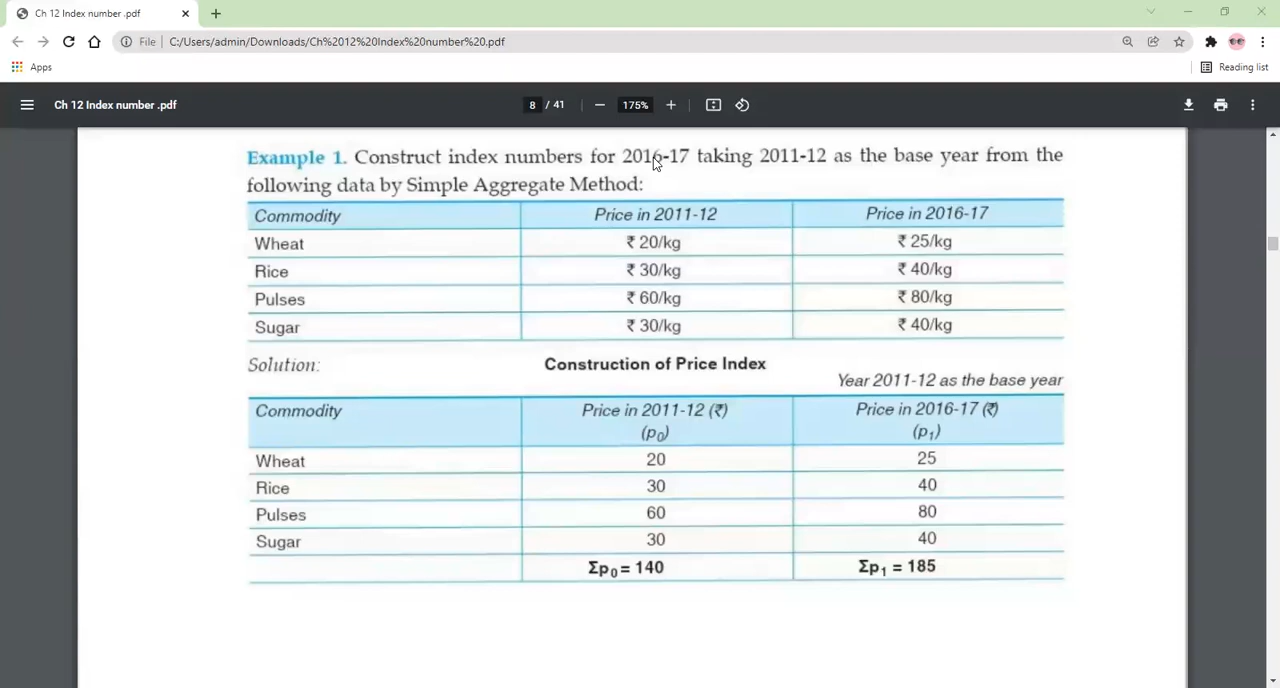 Ch 12 Index number .pdf
File | C:/Users/admin/Downloads/Ch%2012%20Index%20number%20.pdf
Apps
Reading list
Ch 12 Index number .pdf
8 / 41
175%
Example 1. Construct index numbers for 2016-17 taking 2011-12 as the base year from the
following data by Simple Aggregate Method:
Commodity Price in 2011-12 Price in 2016-17
Wheat ₹ 20/kg ₹ 25/kg
Rice ₹ 30/kg ₹ 40/kg
Pulses ₹ 60/kg ₹ 80/kg
Sugar ₹ 30/kg ₹ 40/kg
Solution: Construction of Price Index
Year 2011-12 as the base year
Commodity Price in 2011-12 (₹) Price in 2016-17 (₹)
(p₀) (p₁)
Wheat 20 25
Rice 30 40
Pulses 60 80
Sugar 30 40
Σp₀ = 140 Σp₁ = 185